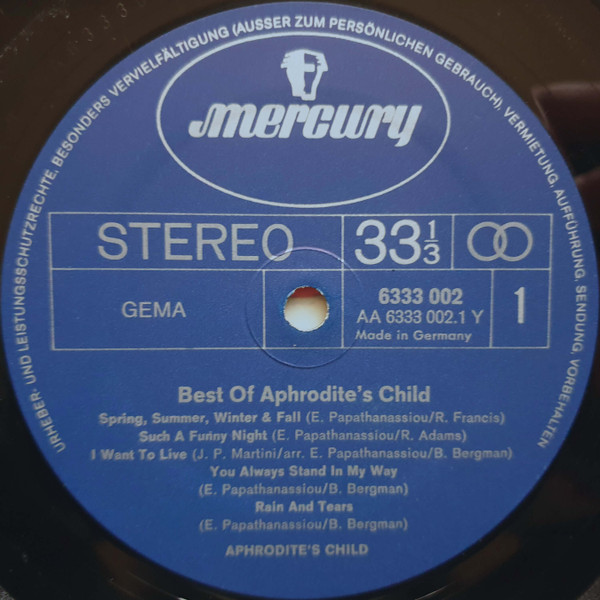 URHEBER- UND LEISTUNGSSCHUTZRECHTE, BESONDERS VERVIELFÄLTIGUNG (AUSSER ZUM PERSÖNLICHEN GEBRAUCH), VERMIETUNG, AUFFÜHRUNG, SENDUNG, VORBEHALTEN
mercury
STEREO 33 1/3
GEMA
6333 002
AA 6333 002.1 Y
Made in Germany
1
Best Of Aphrodite's Child
Spring, Summer, Winter & Fall (E. Papathanassiou/R. Francis)
Such A Funny Night (E. Papathanassiou/R. Adams)
I Want To Live (J. P. Martini/arr. E. Papathanassiou/B. Bergman)
You Always Stand In My Way
(E. Papathanassiou/B. Bergman)
Rain And Tears
(E. Papathanassiou/B. Bergman)
APHRODITE'S CHILD